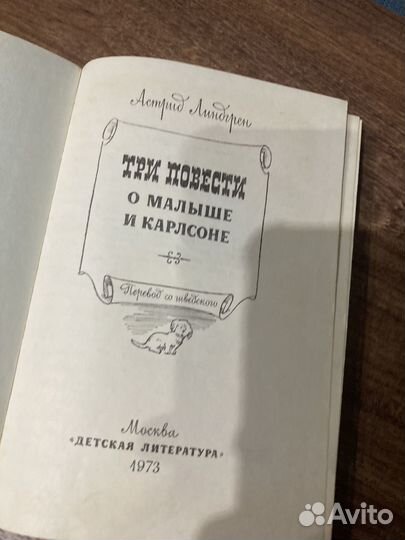 Астрид Линдгрен
ТРИ ПОВЕСТИ
О МАЛЫШЕ
И КАРЛСОНЕ
Перевод со шведского
Москва
«ДЕТСКАЯ ЛИТЕРАТУРА»
1973
Avito